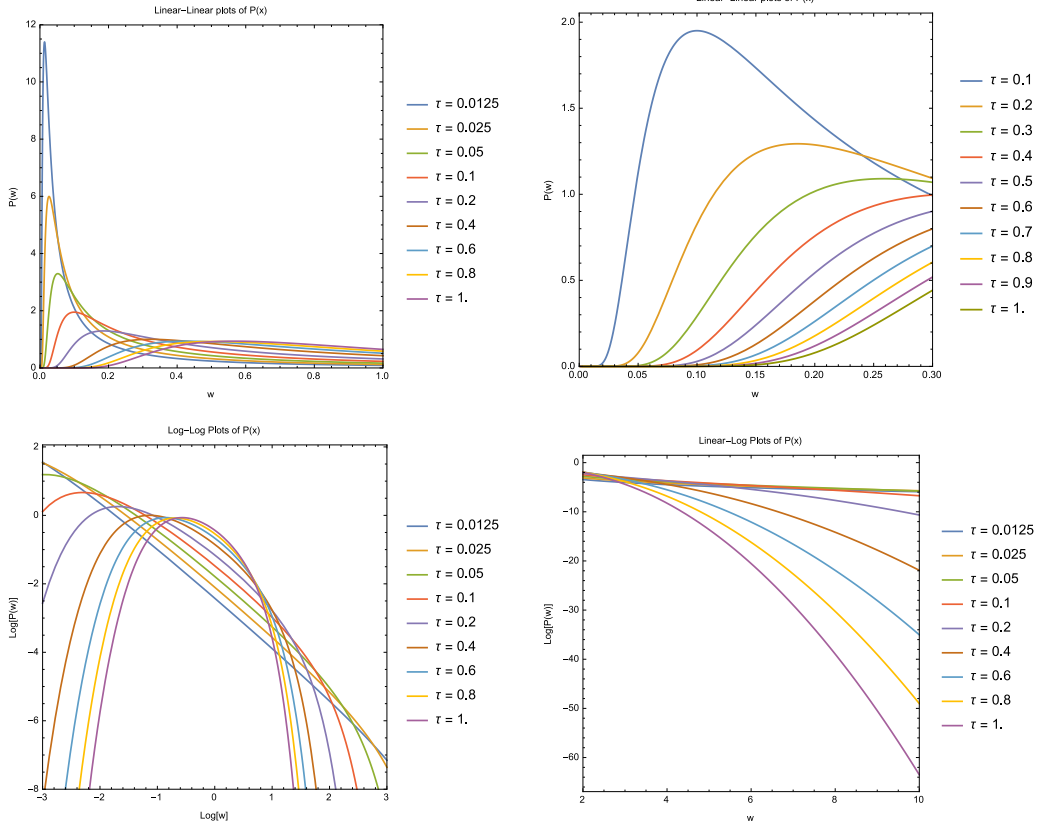 Linear-Linear plots of P(x)
12
10
8
6
4
2
0
P(w)
0.0 0.2 0.4 0.6 0.8 1.0
w
τ = 0.0125
τ = 0.025
τ = 0.05
τ = 0.1
τ = 0.2
τ = 0.4
τ = 0.6
τ = 0.8
τ = 1.
Linear-Linear plots of P(x)
2.0
1.5
1.0
0.5
0.0
P(w)
0.00 0.05 0.10 0.15 0.20 0.25 0.30
w
τ = 0.1
τ = 0.2
τ = 0.3
τ = 0.4
τ = 0.5
τ = 0.6
τ = 0.7
τ = 0.8
τ = 0.9
τ = 1.
Log-Log Plots of P(x)
2
0
-2
-4
-6
-8
Log[P(w)]
-3 -2 -1 0 1 2 3
Log[w]
τ = 0.0125
τ = 0.025
τ = 0.05
τ = 0.1
τ = 0.2
τ = 0.4
τ = 0.6
τ = 0.8
τ = 1.
Linear-Log Plots of P(x)
0
-10
-20
-30
-40
-50
-60
Log[P(w)]
2 4 6 8 10
w
τ = 0.0125
τ = 0.025
τ = 0.05
τ = 0.1
τ = 0.2
τ = 0.4
τ = 0.6
τ = 0.8
τ = 1.